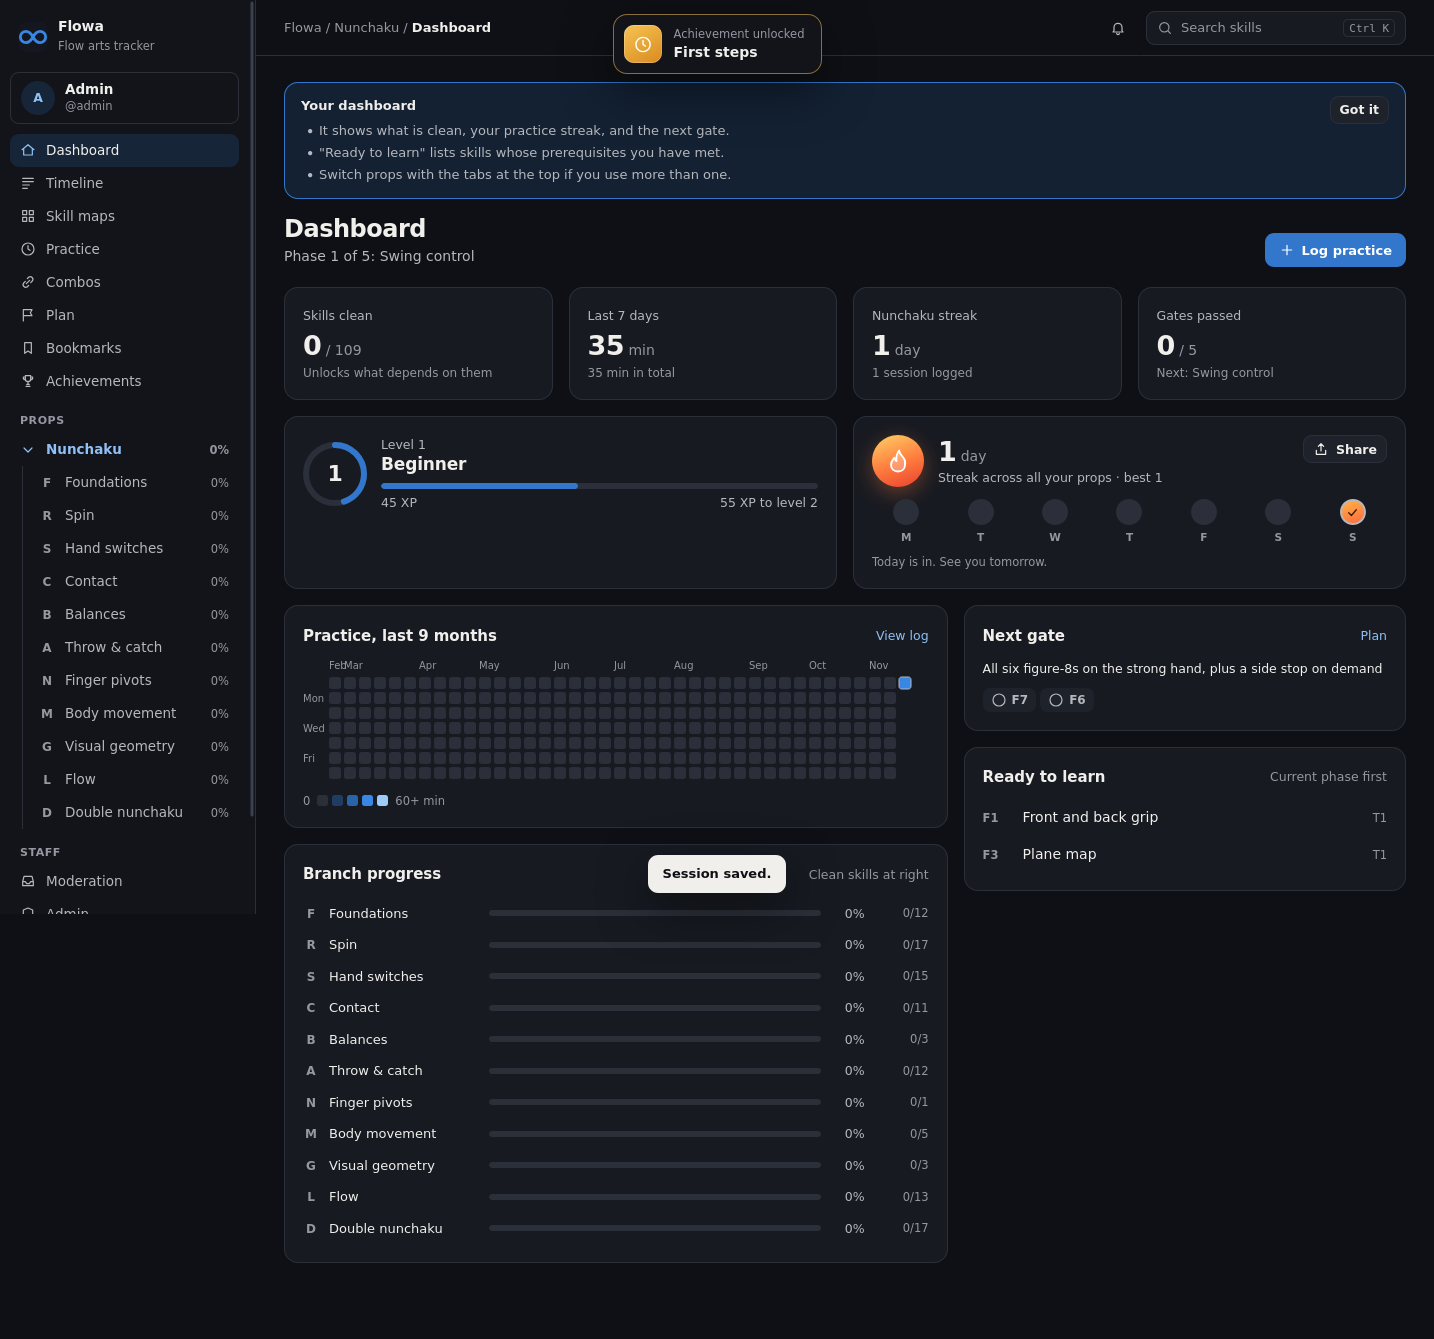 Flowa
Flow arts tracker
A
Admin
@admin
Dashboard
Timeline
Skill maps
Practice
Combos
Plan
Bookmarks
Achievements
PROPS
Nunchaku 0%
F Foundations 0%
R Spin 0%
S Hand switches 0%
C Contact 0%
B Balances 0%
A Throw & catch 0%
N Finger pivots 0%
M Body movement 0%
G Visual geometry 0%
L Flow 0%
D Double nunchaku 0%
STAFF
Moderation
Admin
Flowa / Nunchaku / Dashboard
Achievement unlocked
First steps
Search skills Ctrl K
Your dashboard
Got it
• It shows what is clean, your practice streak, and the next gate.
• "Ready to learn" lists skills whose prerequisites you have met.
• Switch props with the tabs at the top if you use more than one.
Dashboard
Phase 1 of 5: Swing control
Log practice
Skills clean
0 / 109
Unlocks what depends on them
Last 7 days
35 min
35 min in total
Nunchaku streak
1 day
1 session logged
Gates passed
0 / 5
Next: Swing control
1
Level 1
Beginner
45 XP 55 XP to level 2
1 day
Share
Streak across all your props · best 1
M T W T F S S
Today is in. See you tomorrow.
Practice, last 9 months View log
Feb Mar Apr May Jun Jul Aug Sep Oct Nov
Mon
Wed
Fri
0 60+ min
Next gate Plan
All six figure-8s on the strong hand, plus a side stop on demand
F7 F6
Ready to learn Current phase first
F1 Front and back grip T1
F3 Plane map T1
Branch progress Clean skills at right
Session saved.
F Foundations 0% 0/12
R Spin 0% 0/17
S Hand switches 0% 0/15
C Contact 0% 0/11
B Balances 0% 0/3
A Throw & catch 0% 0/12
N Finger pivots 0% 0/1
M Body movement 0% 0/5
G Visual geometry 0% 0/3
L Flow 0% 0/13
D Double nunchaku 0% 0/17